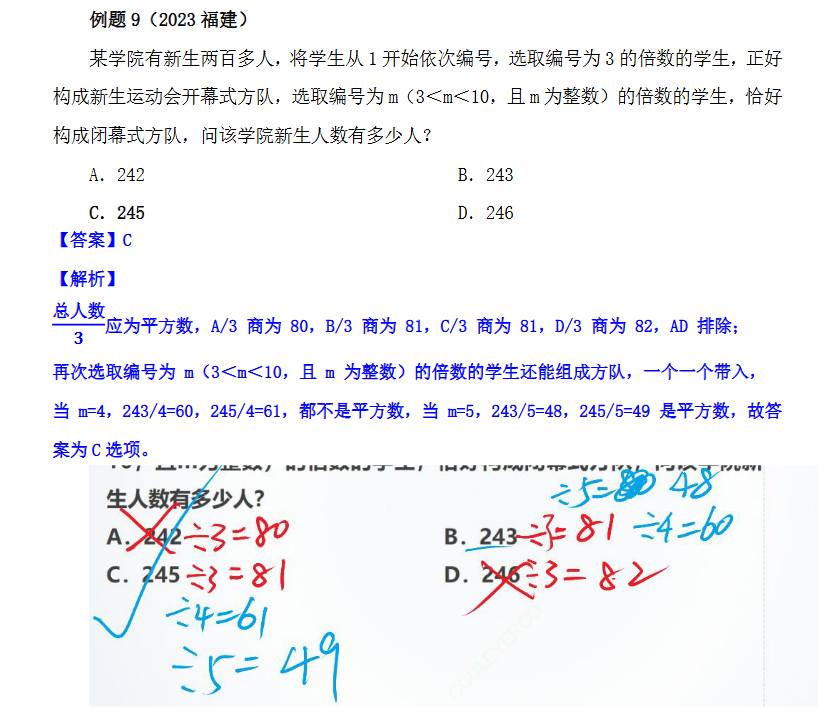 例题 9（2023 福建）
某学院有新生两百多人，将学生从 1 开始依次编号，选取编号为 3 的倍数的学生，正好
构成新生运动会开幕式方队，选取编号为 m（3＜m＜10，且 m 为整数）的倍数的学生，恰好
构成闭幕式方队，问该学院新生人数有多少人？
A. 242 B. 243
C. 245 D. 246
【答案】C
【解析】
总人数
3
应为平方数，A/3 商为 80，B/3 商为 81，C/3 商为 81，D/3 商为 82，AD 排除；
再次选取编号为 m（3＜m＜10，且 m 为整数）的倍数的学生还能组成方队，一个一个带入，
当 m=4，243/4=60，245/4=61，都不是平方数，当 m=5，243/5=48，245/5=49 是平方数，故答
案为 C 选项。
生人数有多少人？ ÷5= 48
A. 242 ÷3=80 B. 243 ÷3=81 ÷4=60
C. 245 ÷3=81 D. 246 ÷3=82
÷4=61
÷5=49